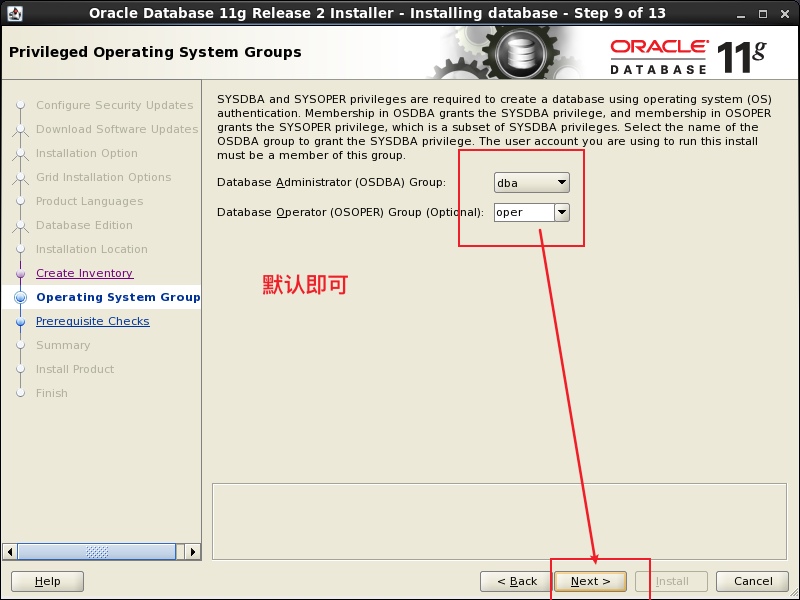 Oracle Database 11g Release 2 Installer - Installing database - Step 9 of 13
Privileged Operating System Groups
ORACLE
DATABASE 11g
Configure Security Updates
Download Software Updates
Installation Option
Grid Installation Options
Product Languages
Database Edition
Installation Location
Create Inventory
Operating System Group
Prerequisite Checks
Summary
Install Product
Finish
SYSDBA and SYSOPER privileges are required to create a database using operating system (OS)
authentication. Membership in OSDBA grants the SYSDBA privilege, and membership in OSOPER
grants the SYSOPER privilege, which is a subset of SYSDBA privileges. Select the name of the
OSDBA group to grant the SYSDBA privilege. The user account you are using to run this install
must be a member of this group.
Database Administrator (OSDBA) Group: dba
Database Operator (OSOPER) Group (Optional): oper
默认即可
Help
< Back
Next >
Install
Cancel